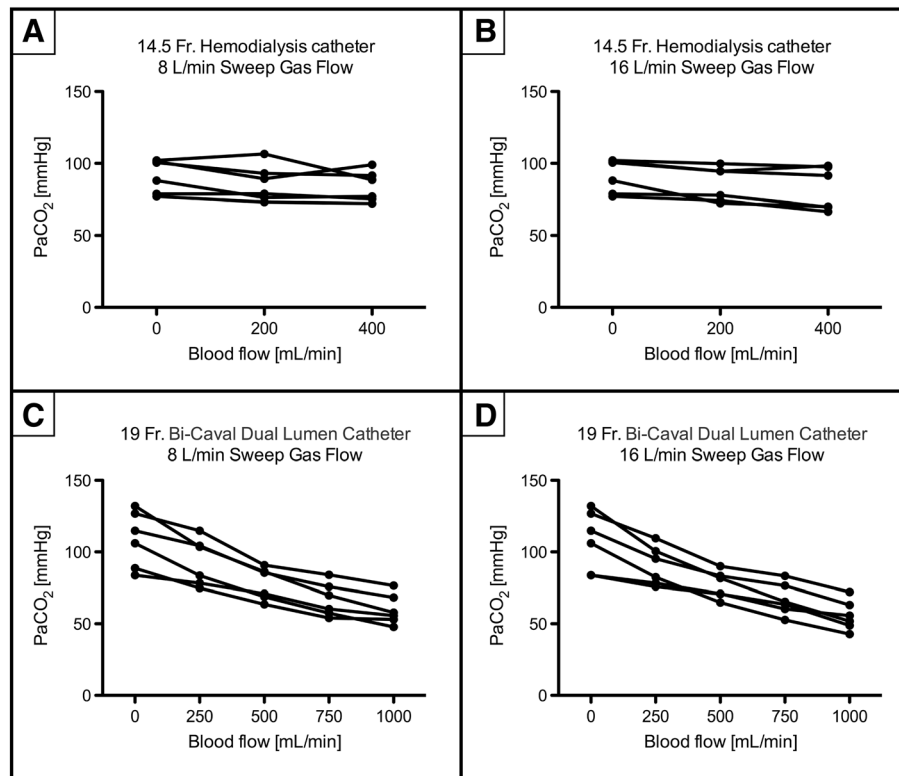 A
14.5 Fr. Hemodialysis catheter
8 L/min Sweep Gas Flow
150
100
50
0
PaCO2 [mmHg]
0 200 400
Blood flow [mL/min]
B
14.5 Fr. Hemodialysis catheter
16 L/min Sweep Gas Flow
150
100
50
0
PaCO2 [mmHg]
0 200 400
Blood flow [mL/min]
C
19 Fr. Bi-Caval Dual Lumen Catheter
8 L/min Sweep Gas Flow
150
100
50
0
PaCO2 [mmHg]
0 250 500 750 1000
Blood flow [mL/min]
D
19 Fr. Bi-Caval Dual Lumen Catheter
16 L/min Sweep Gas Flow
150
100
50
0
PaCO2 [mmHg]
0 250 500 750 1000
Blood flow [mL/min]